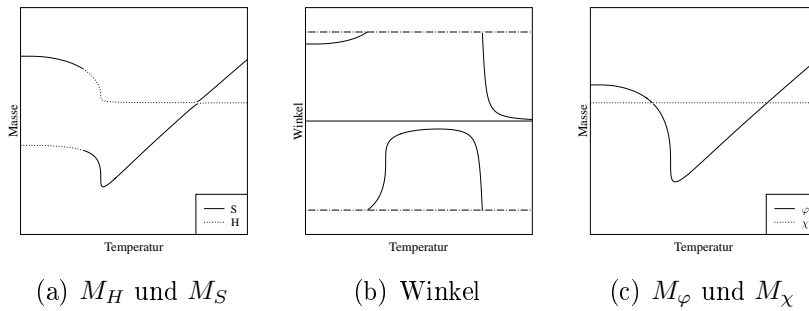 Masse
S
H
Temperatur
(a) M_H und M_S
Winkel
Temperatur
(b) Winkel
Masse
φ
χ
Temperatur
(c) M_φ und M_χ